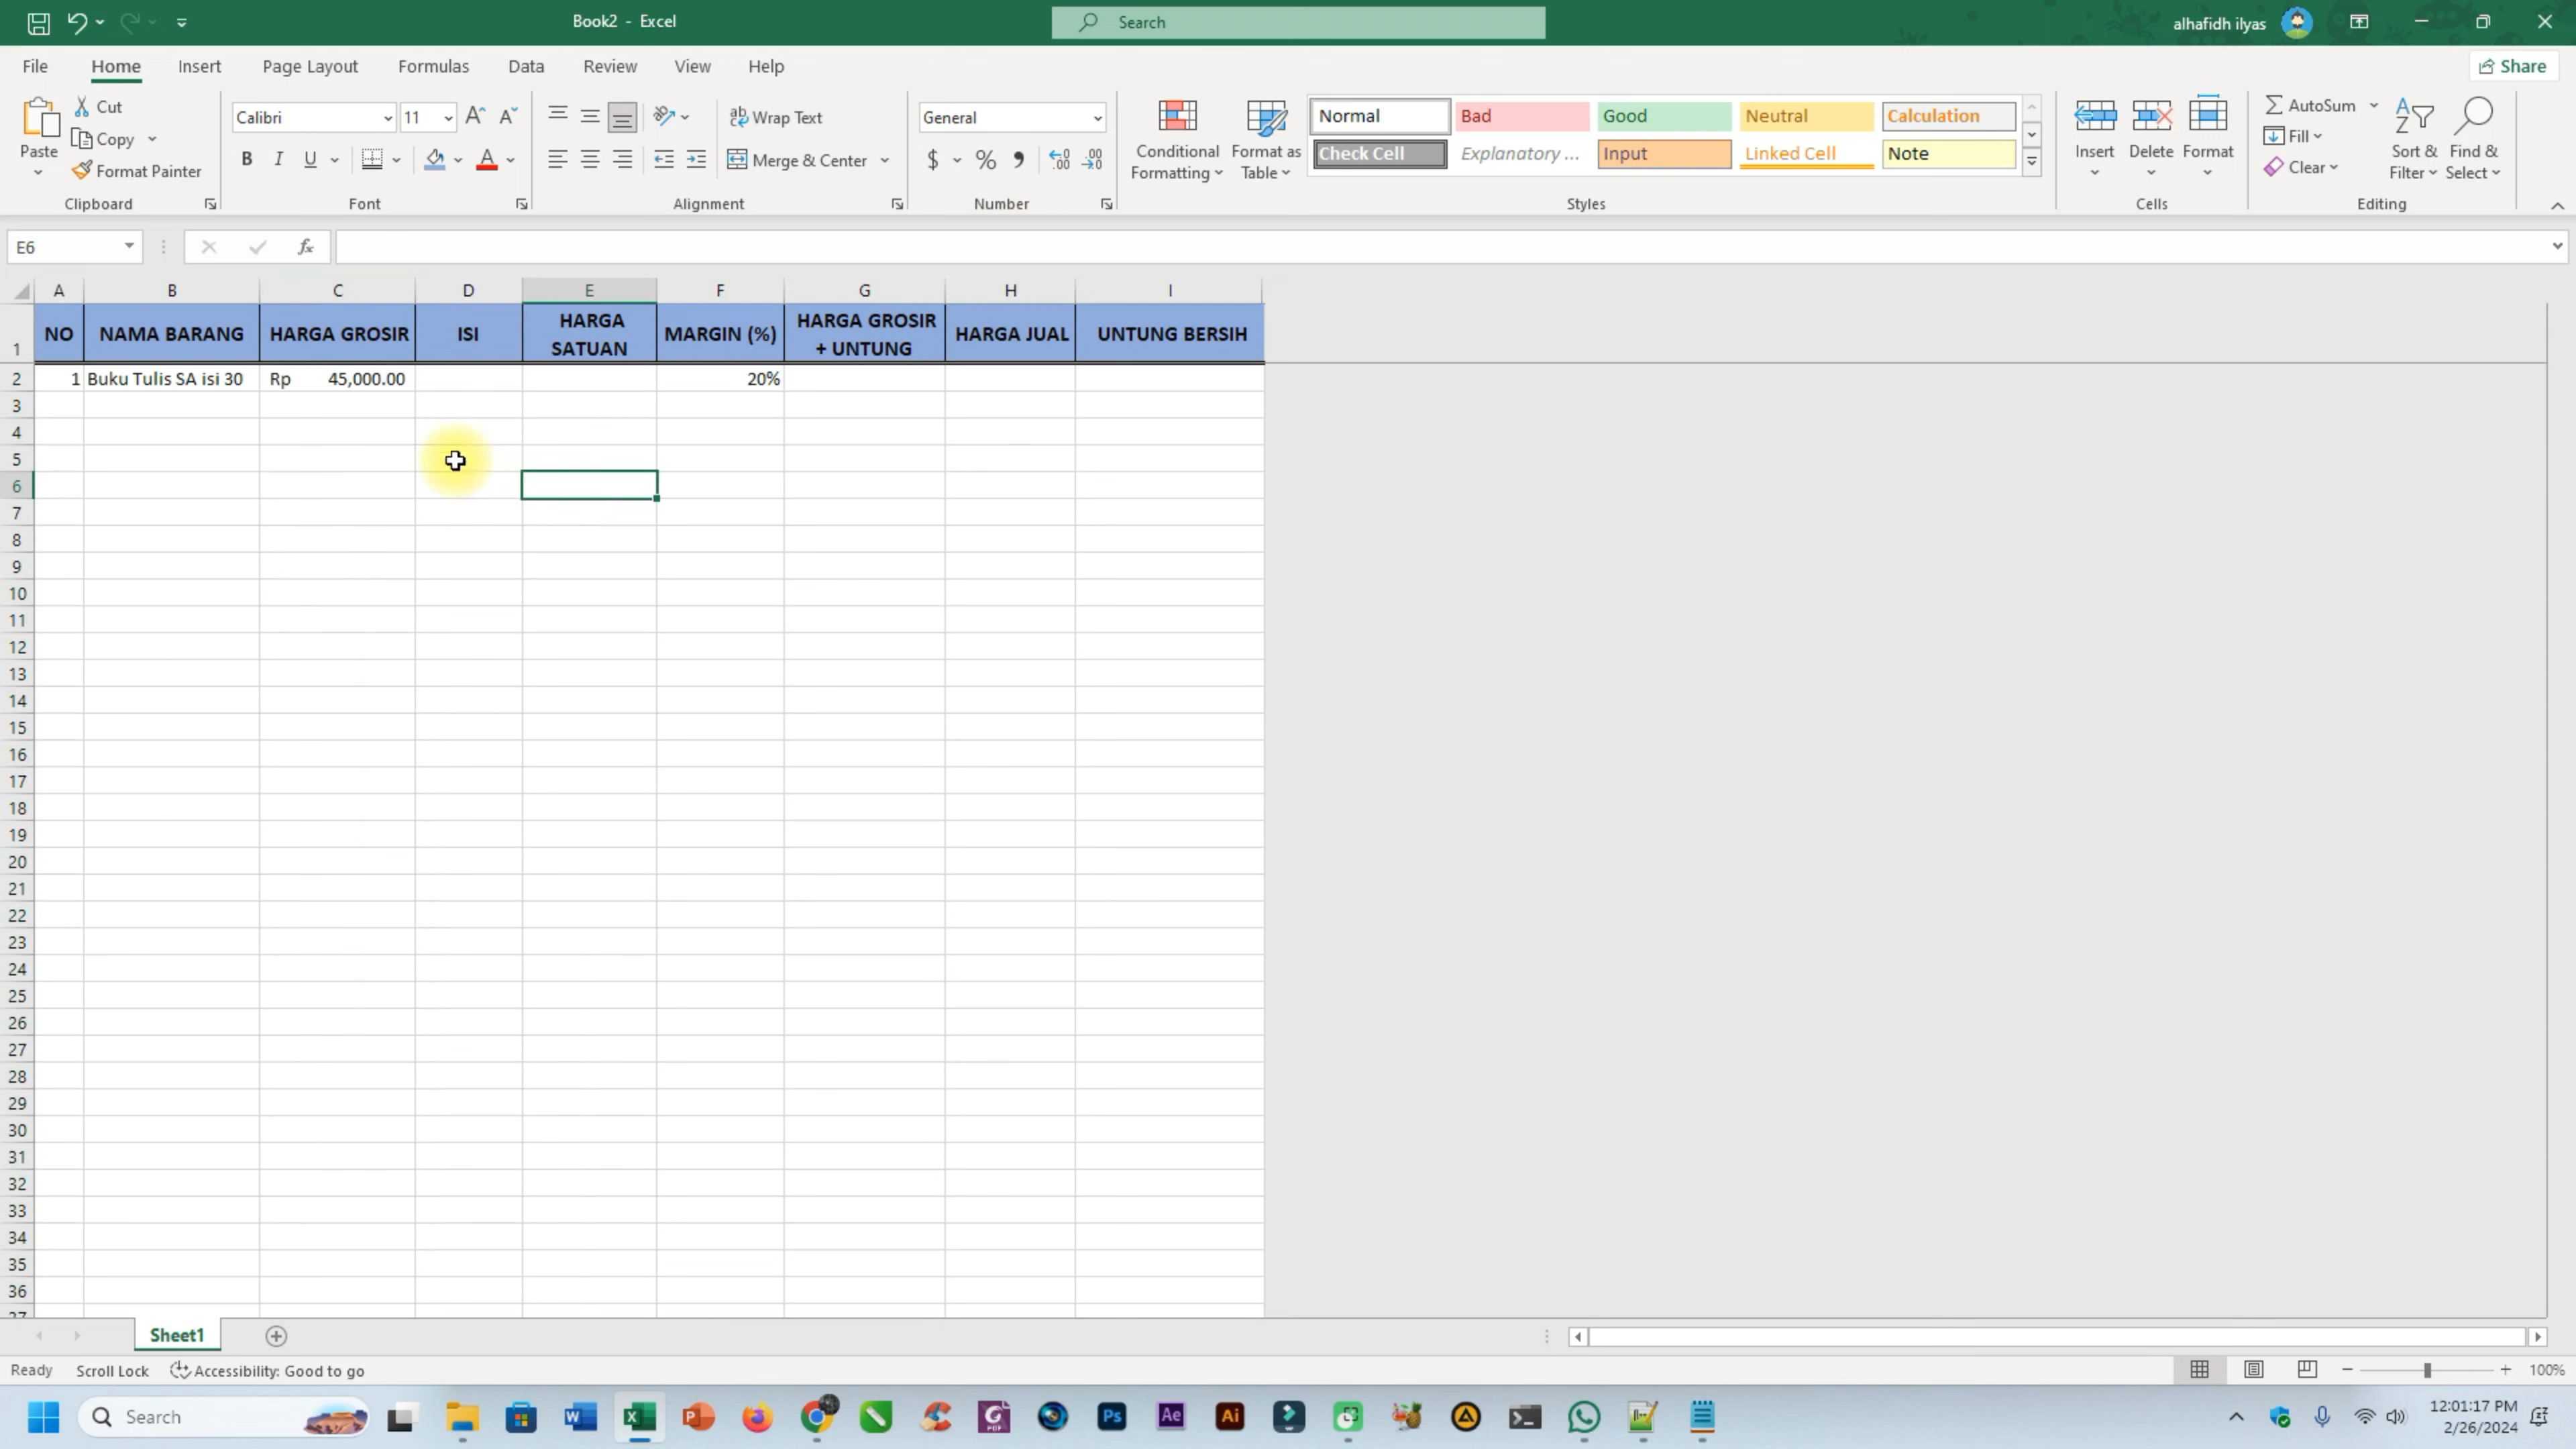 Book2 - Excel
Search
alhafidh ilyas
File Home Insert Page Layout Formulas Data Review View Help
Share
Paste
Cut
Copy
Format Painter
Clipboard
Calibri 11
B I U
Font
Wrap Text
Merge & Center
Alignment
General
$ %
Number
Conditional Formatting
Format as Table
Normal Bad Good Neutral Calculation
Check Cell Explanatory ... Input Linked Cell Note
Styles
Insert Delete Format
Cells
AutoSum
Fill
Clear
Sort & Filter
Find & Select
Editing
E6
fx
A B C D E F G H I
1 NO NAMA BARANG HARGA GROSIR ISI HARGA SATUAN MARGIN (%) HARGA GROSIR + UNTUNG HARGA JUAL UNTUNG BERSIH
2 1 Buku Tulis SA isi 30 Rp 45,000.00 20%
3
4
5
6
7
8
9
10
11
12
13
14
15
16
17
18
19
20
21
22
23
24
25
26
27
28
29
30
31
32
33
34
35
36
37
Sheet1
Ready Scroll Lock Accessibility: Good to go
100%
Search
Ps Ae Ai
12:01:17 PM
2/26/2024